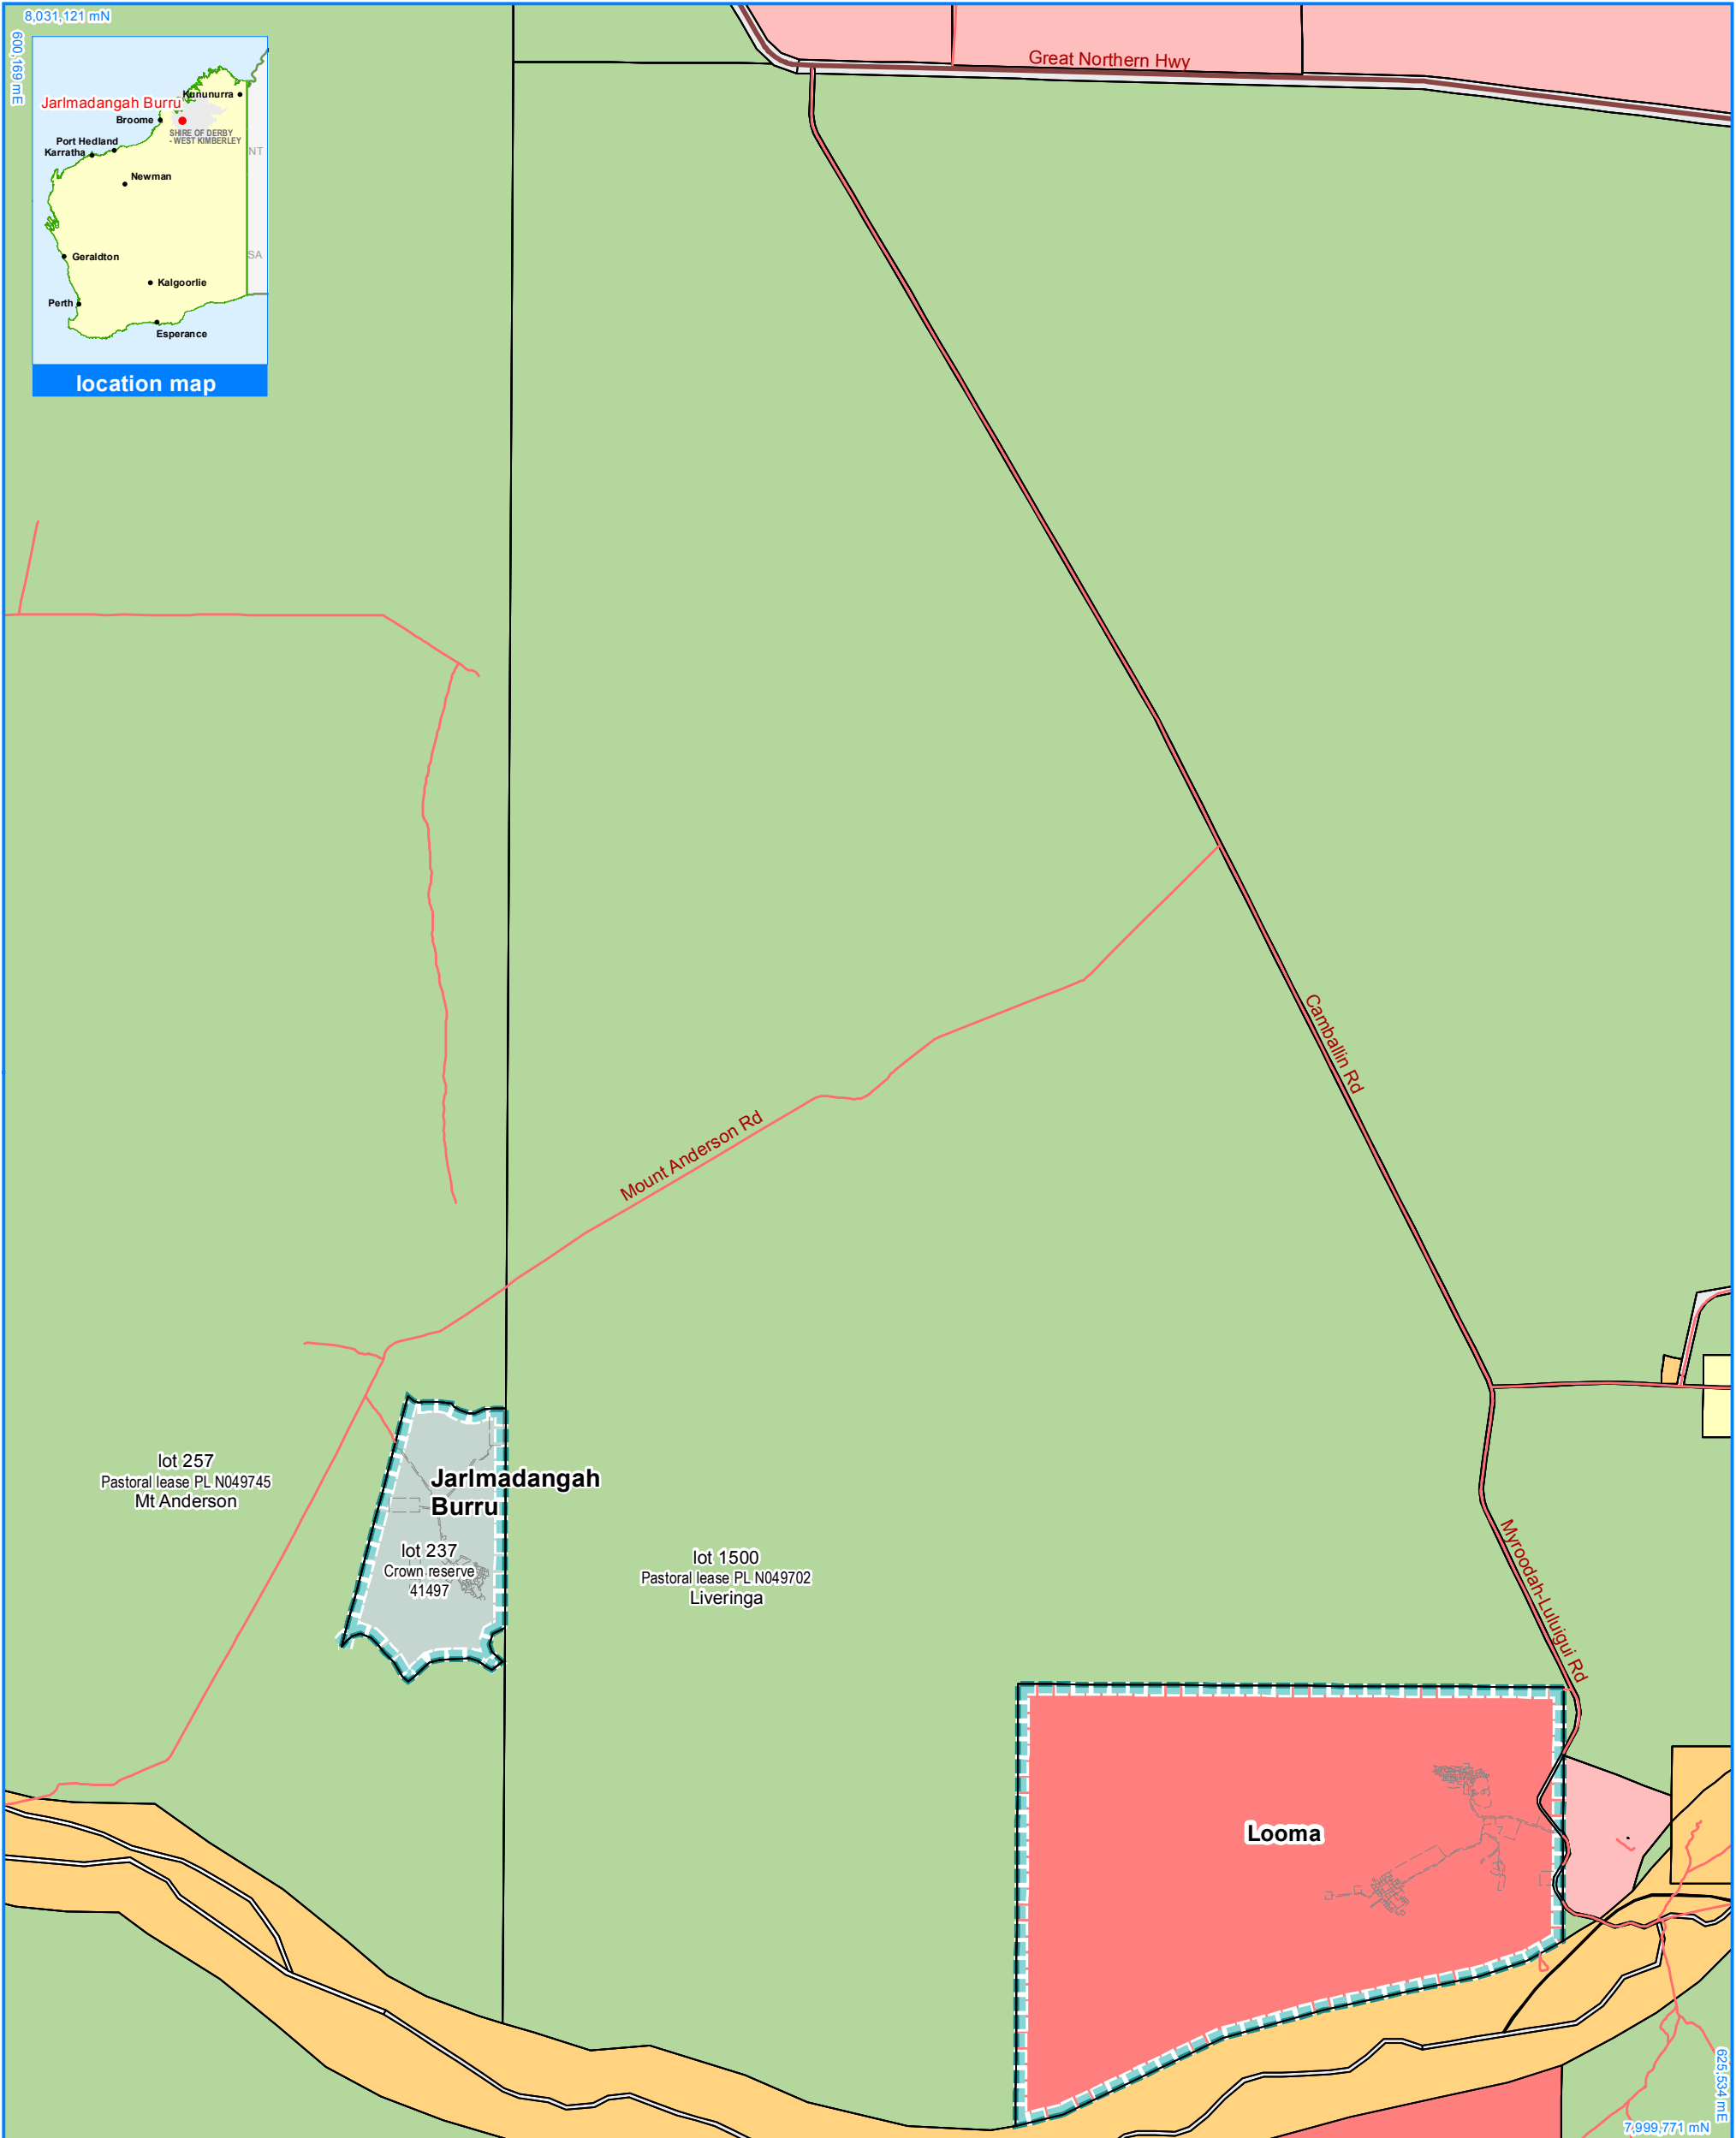 8,031,121 mN
600,169 mE
Great Northern Hwy
Jarlmadangah Burru
Kununurra
Broome
SHIRE OF DERBY
- WEST KIMBERLEY
Port Hedland
Karratha
NT
Newman
SA
Geraldton
Kalgoorlie
Perth
Esperance
location map
Camballin Rd
Mount Anderson Rd
lot 257
Pastoral lease PL N049745
Mt Anderson
Jarlmadangah
Burru
lot 237
Crown reserve
41497
lot 1500
Pastoral lease PL N049702
Liveringa
Myroodah-Luluigui Rd
Looma
625,534 mE
7,999,771 mN